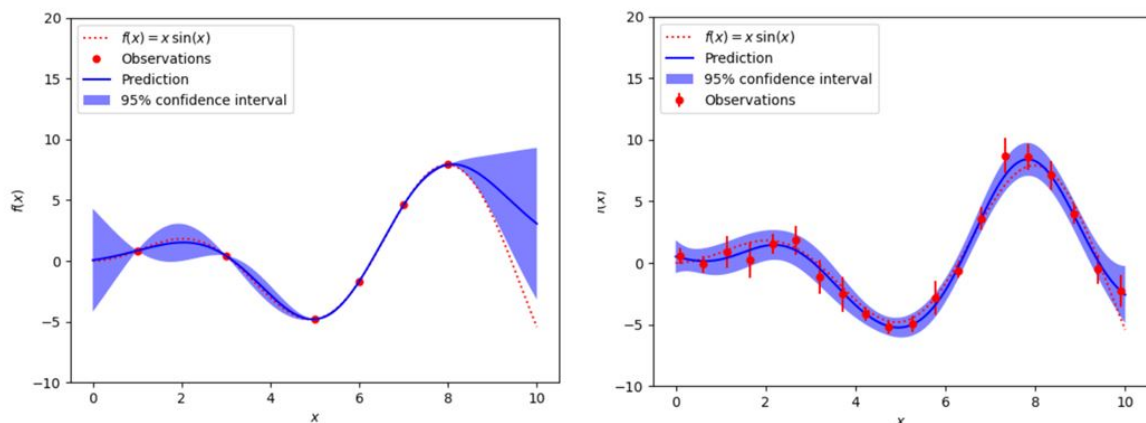 20
15
10
5
0
−5
−10
f(x)
f(x) = x sin(x)
Observations
Prediction
95% confidence interval
0 2 4 6 8 10
x
20
15
10
5
0
−5
−10
f(x) = x sin(x)
Prediction
95% confidence interval
Observations
0 2 4 6 8 10